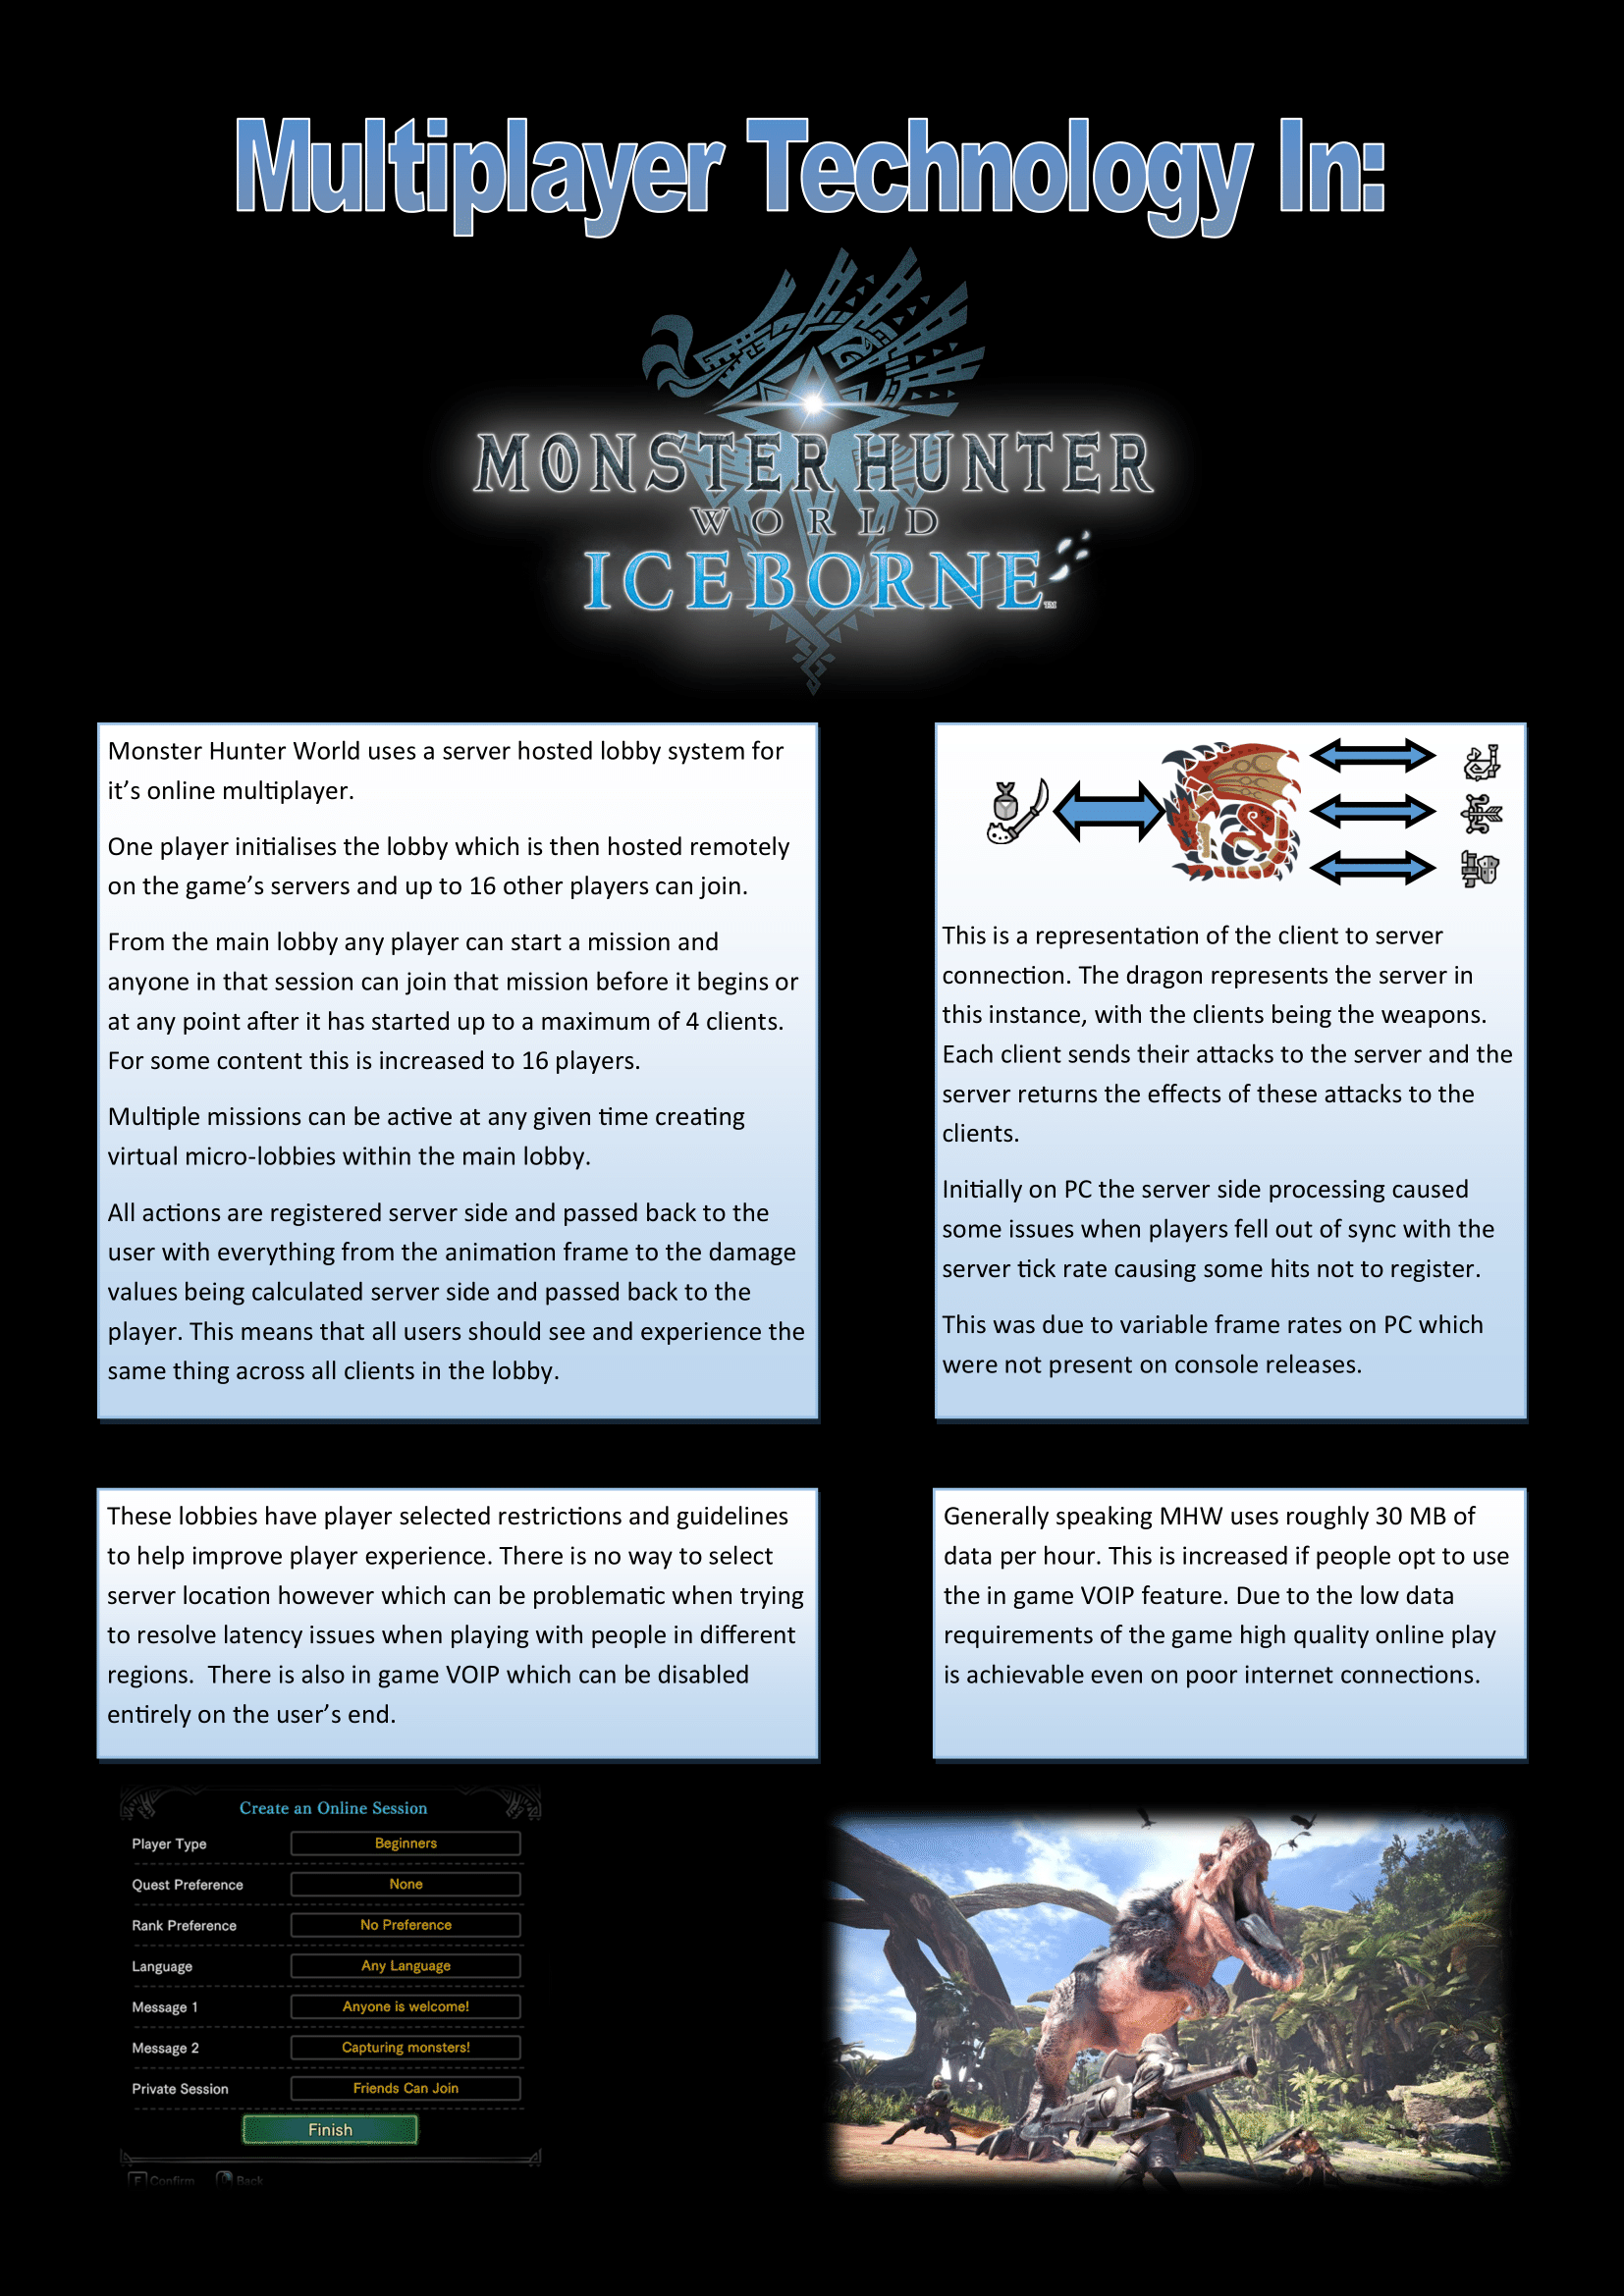 Multiplayer Technology In:
MONSTER HUNTER
WORLD
ICEBORNE™
Monster Hunter World uses a server hosted lobby system for
it’s online multiplayer.
One player initialises the lobby which is then hosted remotely
on the game’s servers and up to 16 other players can join.
From the main lobby any player can start a mission and
anyone in that session can join that mission before it begins or
at any point after it has started up to a maximum of 4 clients.
For some content this is increased to 16 players.
Multiple missions can be active at any given time creating
virtual micro-lobbies within the main lobby.
All actions are registered server side and passed back to the
user with everything from the animation frame to the damage
values being calculated server side and passed back to the
player. This means that all users should see and experience the
same thing across all clients in the lobby.
This is a representation of the client to server
connection. The dragon represents the server in
this instance, with the clients being the weapons.
Each client sends their attacks to the server and the
server returns the effects of these attacks to the
clients.
Initially on PC the server side processing caused
some issues when players fell out of sync with the
server tick rate causing some hits not to register.
This was due to variable frame rates on PC which
were not present on console releases.
These lobbies have player selected restrictions and guidelines
to help improve player experience. There is no way to select
server location however which can be problematic when trying
to resolve latency issues when playing with people in different
regions.  There is also in game VOIP which can be disabled
entirely on the user’s end.
Generally speaking MHW uses roughly 30 MB of
data per hour. This is increased if people opt to use
the in game VOIP feature. Due to the low data
requirements of the game high quality online play
is achievable even on poor internet connections.
Create an Online Session
Player Type Beginners
Quest Preference None
Rank Preference No Preference
Language Any Language
Message 1 Anyone is welcome!
Message 2 Capturing monsters!
Private Session Friends Can Join
Finish
F Confirm Back